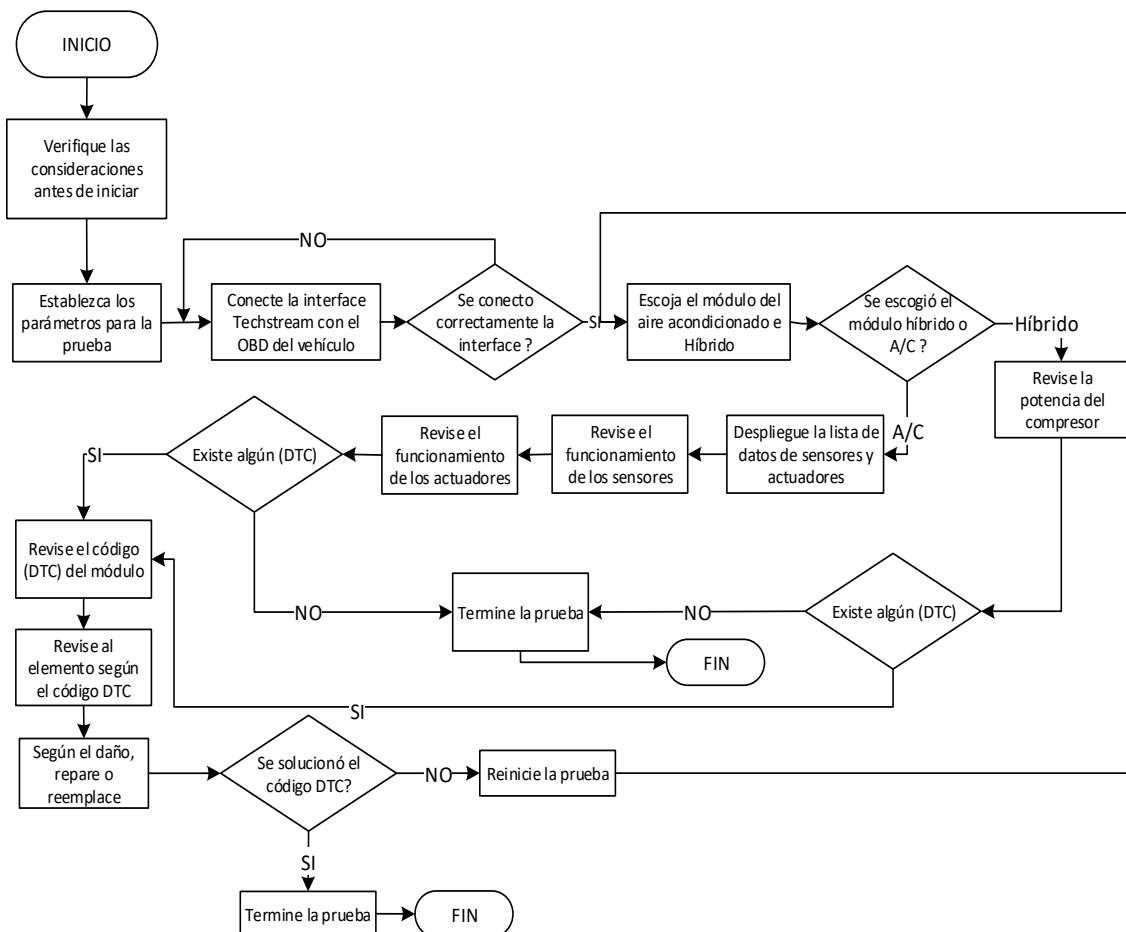 INICIO
Verifique las
consideraciones
antes de iniciar
Establezca los
parámetros para la
prueba
NO
Conecte la interface
Techstream con el
OBD del vehículo
Se conecto
correctamente la
interface ?
SI
Escoja el módulo del
aire acondicionado e
Híbrido
Se escogió el
módulo híbrido o
A/C ?
Híbrido
Revise la
potencia del
compresor
A/C
Despliegue la lista de
datos de sensores y
actuadores
Revise el
funcionamiento
de los sensores
Revise el
funcionamiento
de los actuadores
Existe algún (DTC)
SI
Revise el código
(DTC) del módulo
NO
Termine la prueba
NO
Existe algún (DTC)
FIN
SI
Revise al
elemento según
el código DTC
Según el daño,
repare o
reemplace
Se solucionó el
código DTC?
NO
Reinicie la prueba
SI
Termine la prueba
FIN